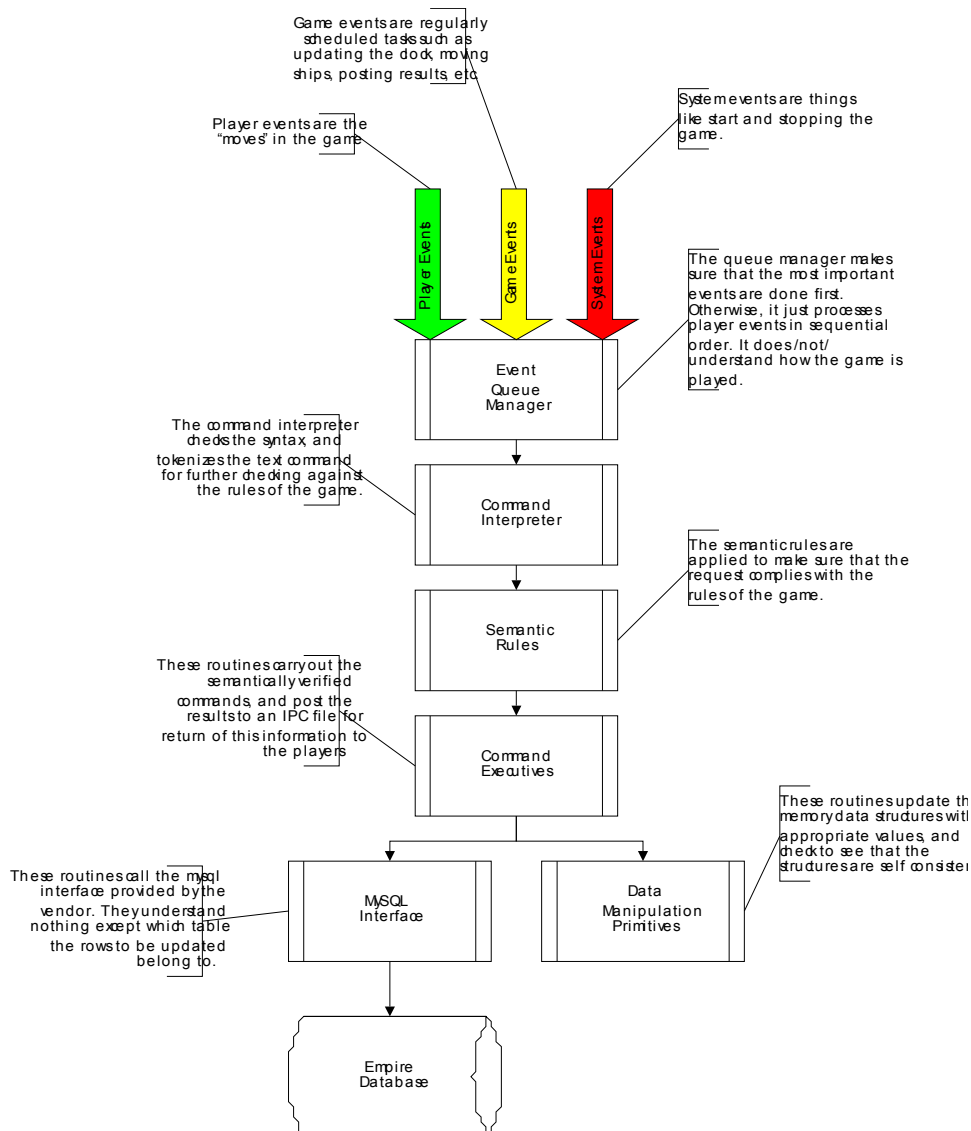 Game events are regularly
scheduled tasks such as
updating the clock, moving
ships, posting results, etc
Player events are the
“moves” in the game
System events are things
like start and stopping the
game.
Player Events
Game Events
System Events
The queue manager makes
sure that the most important
events are done first.
Otherwise, it just processes
player events in sequential
order. It does /not/
understand how the game is
played.
Event
Queue
Manager
The command interpreter
checks the syntax, and
tokenizes the text command
for further checking against
the rules of the game.
Command
Interpreter
The semantic rules are
applied to make sure that the
request complies with the
rules of the game.
Semantic
Rules
These routines carry out the
semantically verified
commands, and post the
results to an IPC file for
return of this information to
the players
Command
Executives
These routines update th
memory data structures with
appropriate values, and
check to see that the
structures are self consister
These routines call the mysql
interface provided by the
vendor. They understand
nothing except which table
the rows to be updated
belong to.
MySQL
Interface
Data
Manipulation
Primitives
Empire
Database